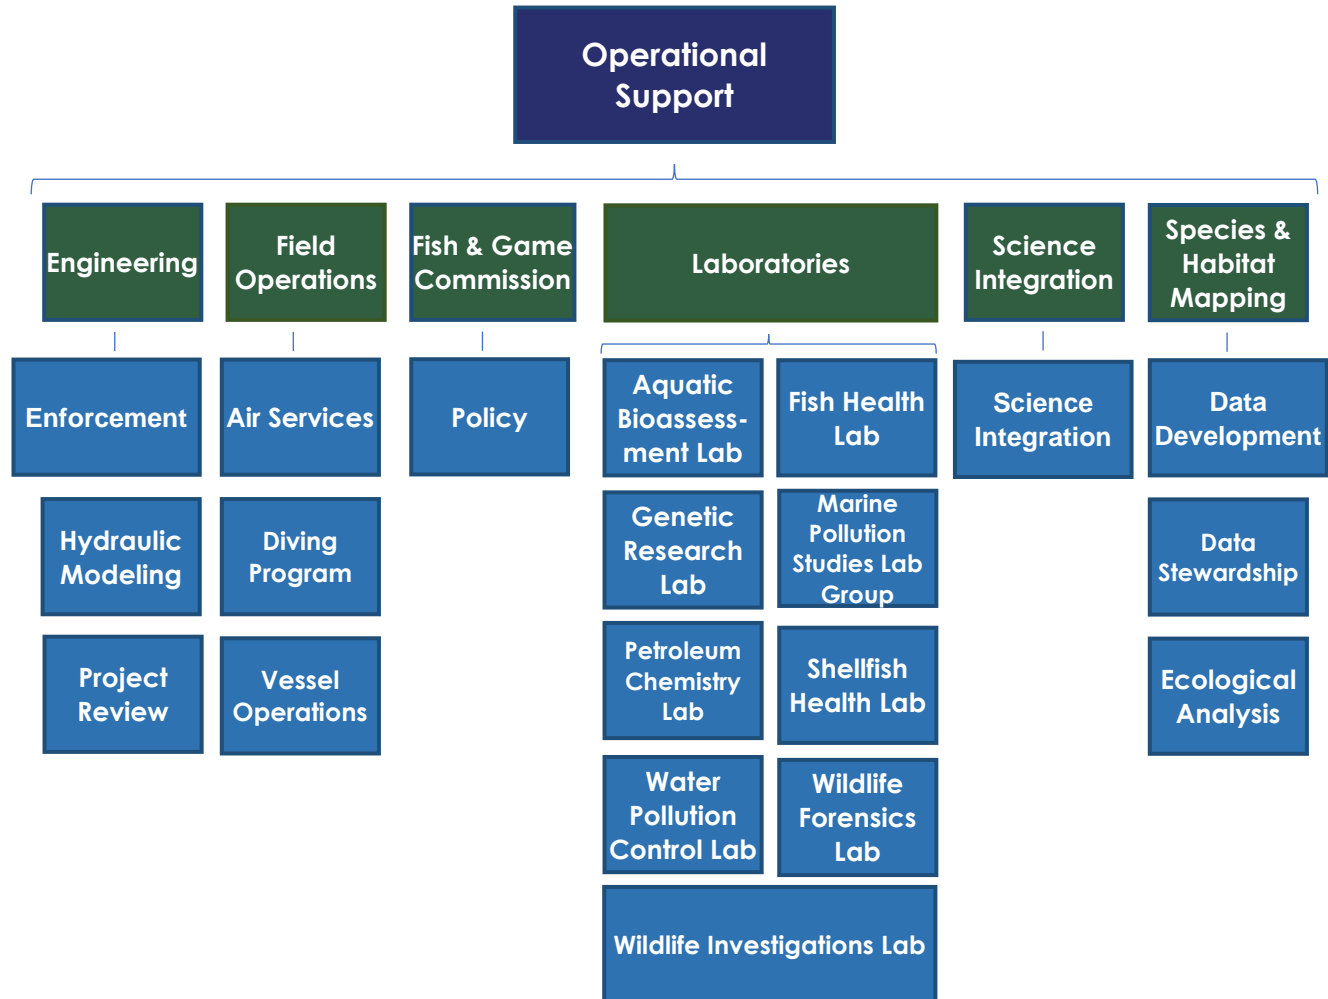 Operational
Support
Engineering
Field
Operations
Fish & Game
Commission
Laboratories
Science
Integration
Species &
Habitat
Mapping
Enforcement
Air Services
Policy
Aquatic
Bioassess-
ment Lab
Fish Health
Lab
Science
Integration
Data
Development
Hydraulic
Modeling
Diving
Program
Genetic
Research
Lab
Marine
Pollution
Studies Lab
Group
Data
Stewardship
Project
Review
Vessel
Operations
Petroleum
Chemistry
Lab
Shellfish
Health Lab
Ecological
Analysis
Water
Pollution
Control Lab
Wildlife
Forensics
Lab
Wildlife Investigations Lab